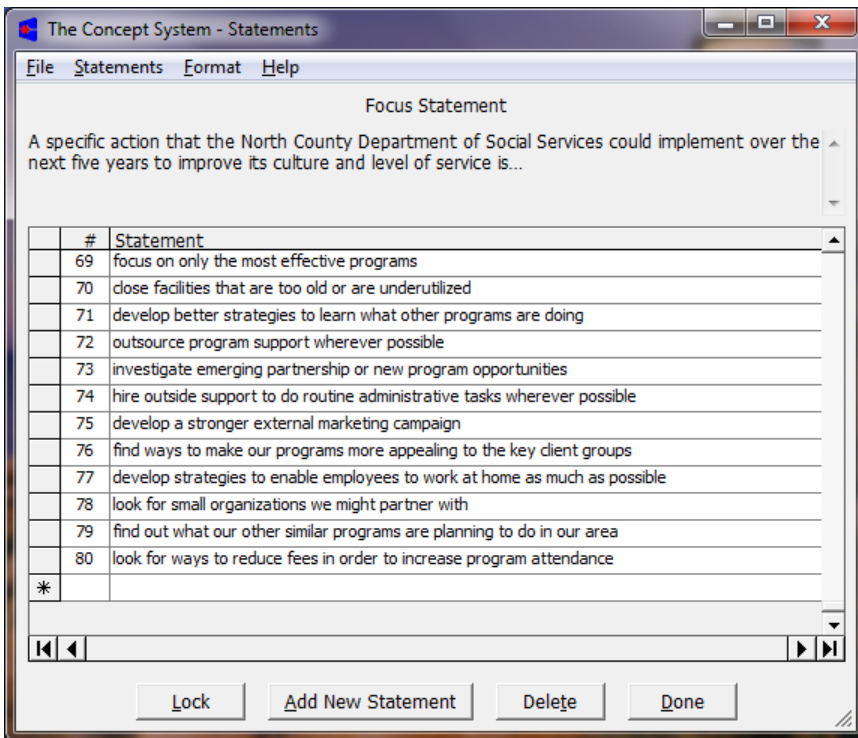 The Concept System - Statements
File Statements Format Help
Focus Statement
A specific action that the North County Department of Social Services could implement over the
next five years to improve its culture and level of service is...
# Statement
69 focus on only the most effective programs
70 close facilities that are too old or are underutilized
71 develop better strategies to learn what other programs are doing
72 outsource program support wherever possible
73 investigate emerging partnership or new program opportunities
74 hire outside support to do routine administrative tasks wherever possible
75 develop a stronger external marketing campaign
76 find ways to make our programs more appealing to the key client groups
77 develop strategies to enable employees to work at home as much as possible
78 look for small organizations we might partner with
79 find out what our other similar programs are planning to do in our area
80 look for ways to reduce fees in order to increase program attendance
*
Lock Add New Statement Delete Done